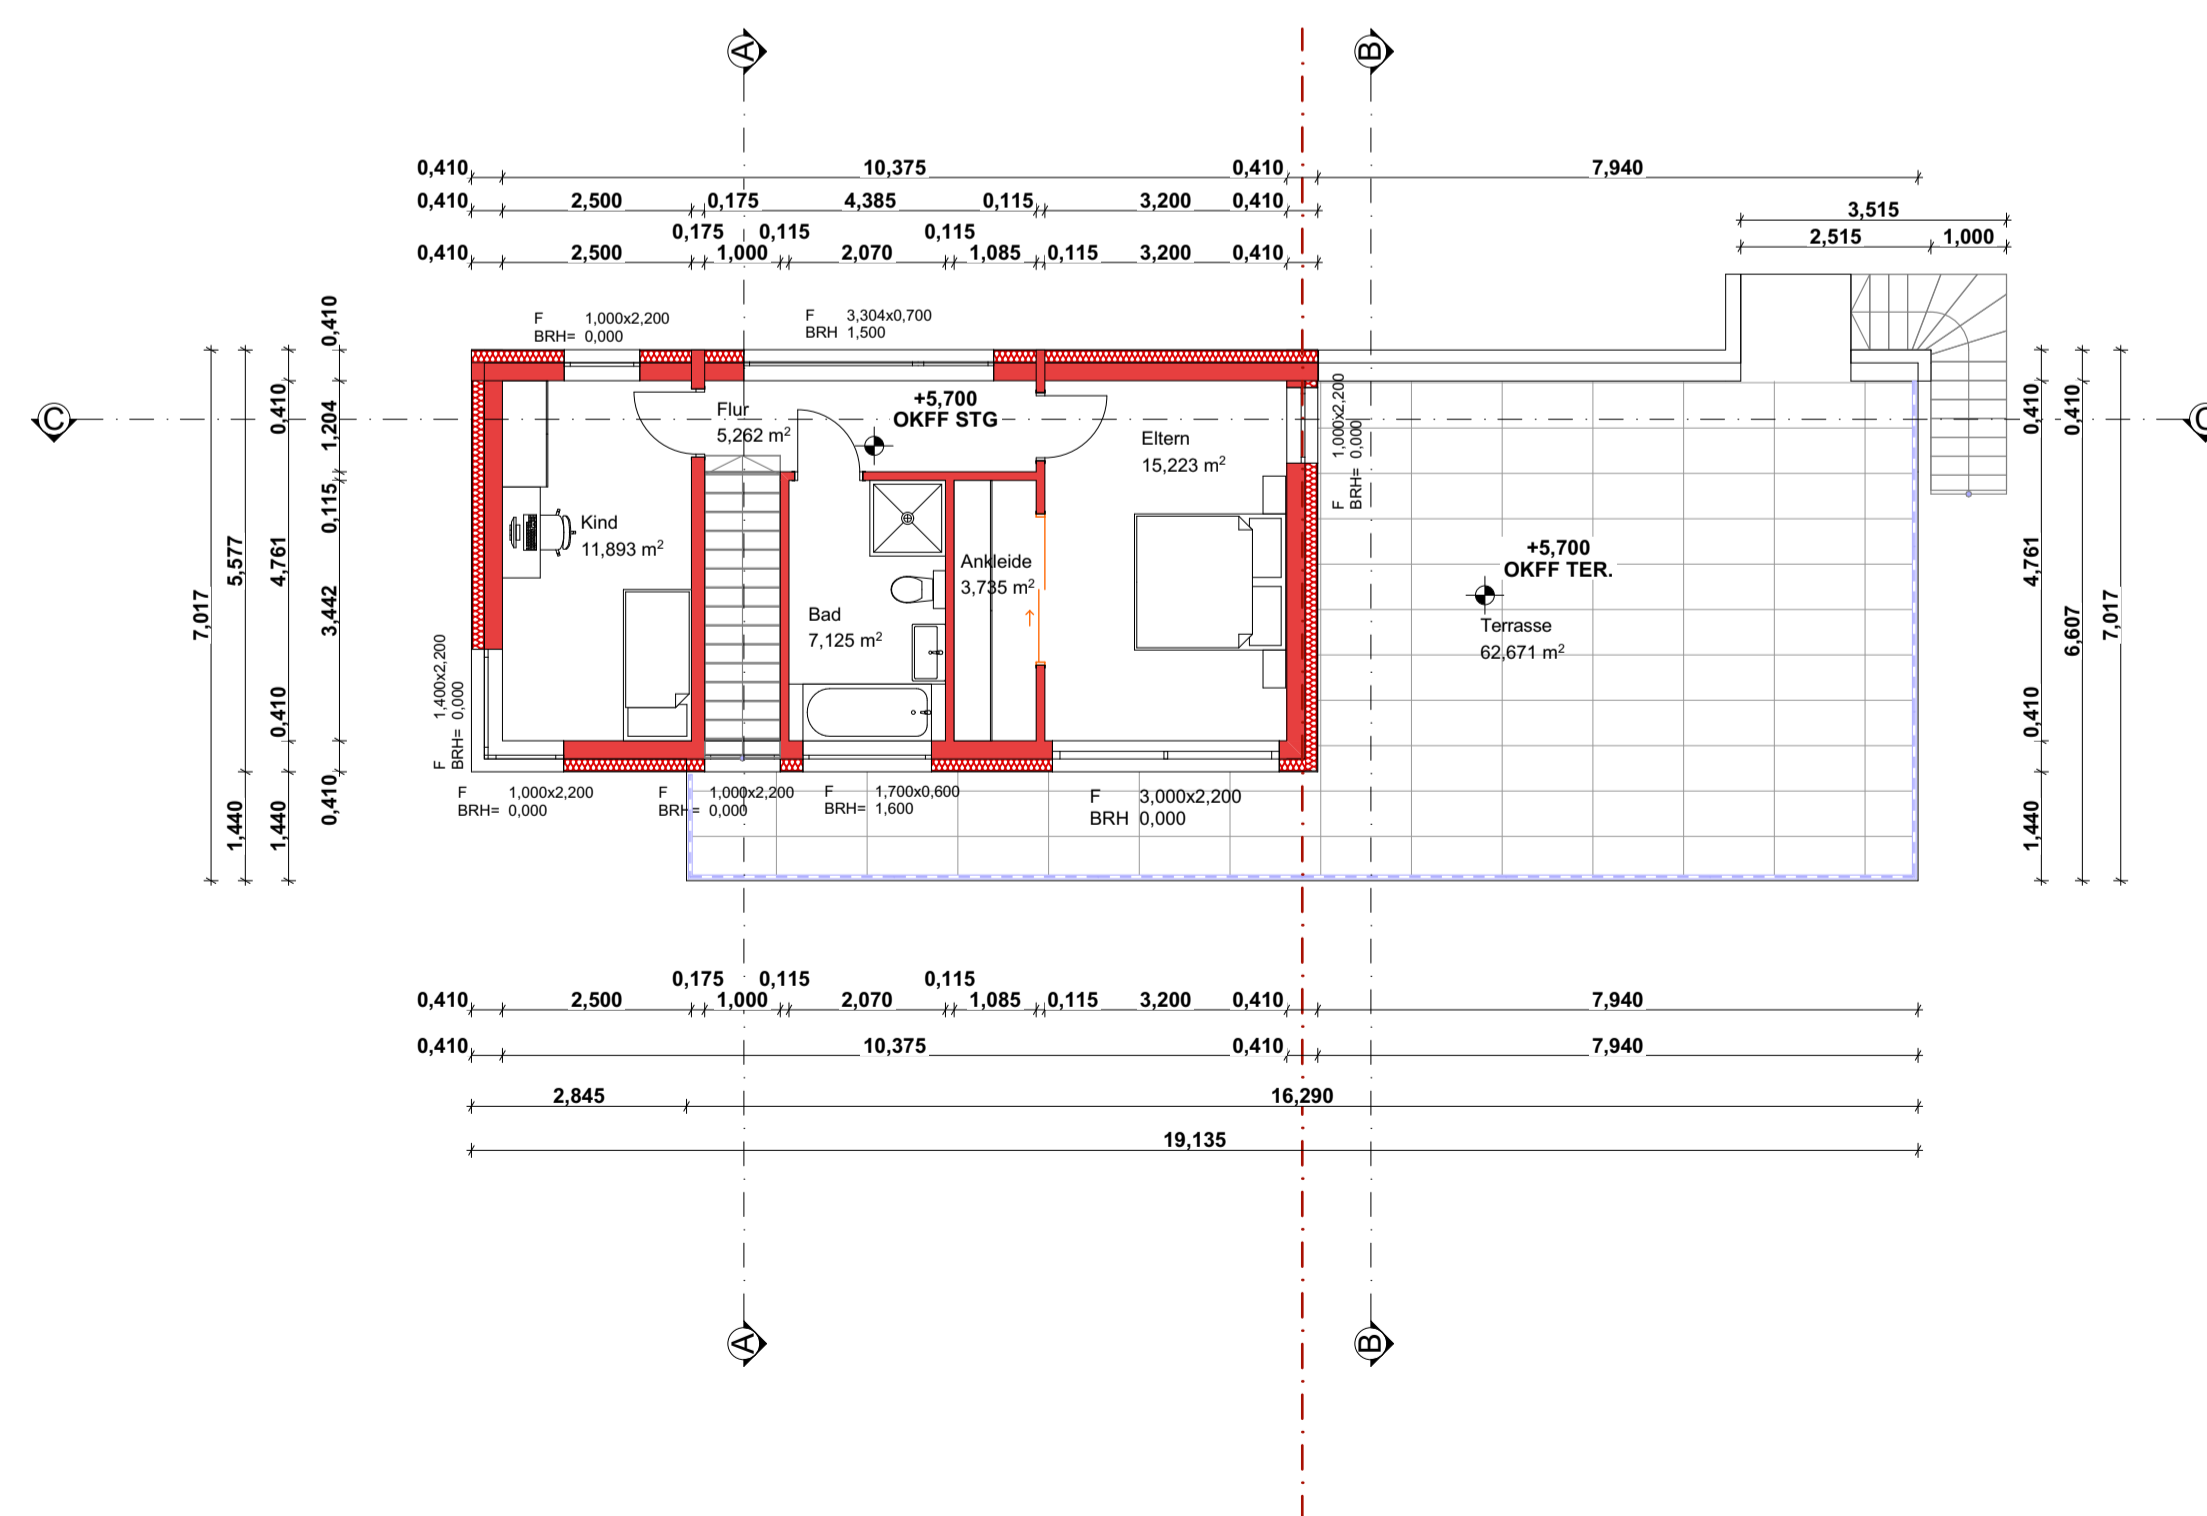 A
B
0,410 10,375 0,410 7,940
0,410 2,500 0,175 4,385 0,115 3,200 0,410
3,515
0,175 0,115 0,115
2,515 1,000
0,410 2,500 1,000 2,070 1,085 0,115 3,200 0,410
F 1,000x2,200
BRH= 0,000
F 3,304x0,700
BRH 1,500
C
C
7,017
5,577
1,440
0,410
4,761
0,410
1,440
0,410
1,204
0,115
3,442
0,410
Flur
5,262 m²
+5,700
OKFF STG
Eltern
15,223 m²
F 1,000x2,200
BRH= 0,000
Kind
11,893 m²
Ankleide
3,735 m²
Bad
7,125 m²
+5,700
OKFF TER.
Terrasse
62,671 m²
F 1,400x2,200
BRH= 0,000
F 1,000x2,200
BRH= 0,000
F 1,000x2,200
BRH= 0,000
F 1,700x0,600
BRH= 1,600
F 3,000x2,200
BRH 0,000
0,410
4,761
0,410
1,440
0,410
6,607
7,017
0,175 0,115 0,115
0,410 2,500 1,000 2,070 1,085 0,115 3,200 0,410 7,940
0,410 10,375 0,410 7,940
2,845 16,290
19,135
A
B